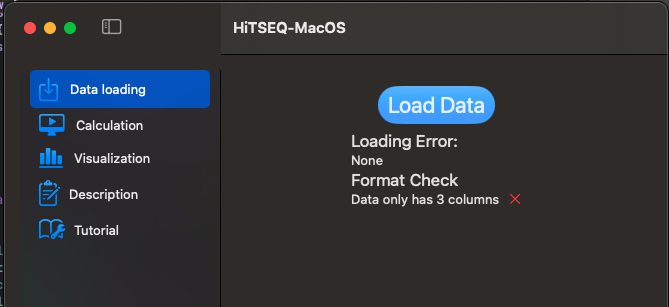 HiTSEQ-MacOS
Data loading
Calculation
Visualization
Description
Tutorial
Load Data
Loading Error:
None
Format Check
Data only has 3 columns